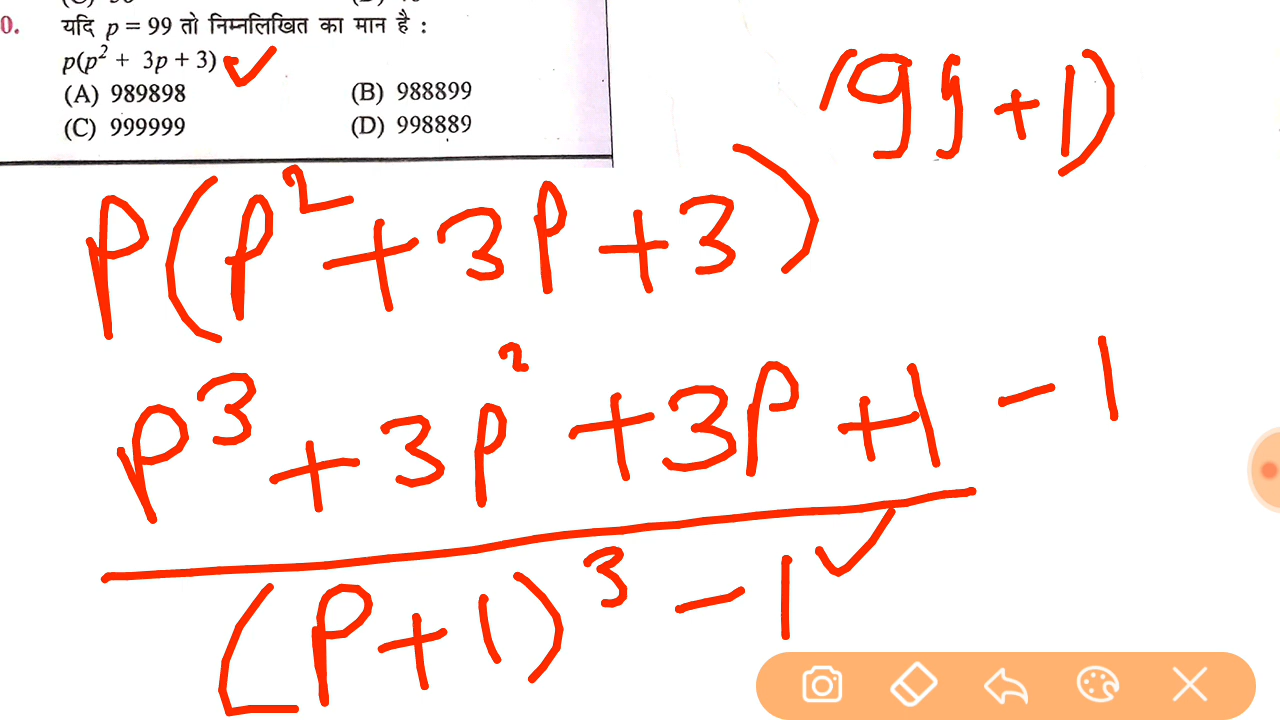 0. यदि p = 99 तो निम्नलिखित का मान है :
p(p² + 3p + 3) ✓
(A) 989898 (B) 988899
(C) 999999 (D) 998889
(99 + 1)
P(P² + 3P + 3)
P³ + 3P² + 3P + 1 - 1
(P + 1)³ - 1 ✓